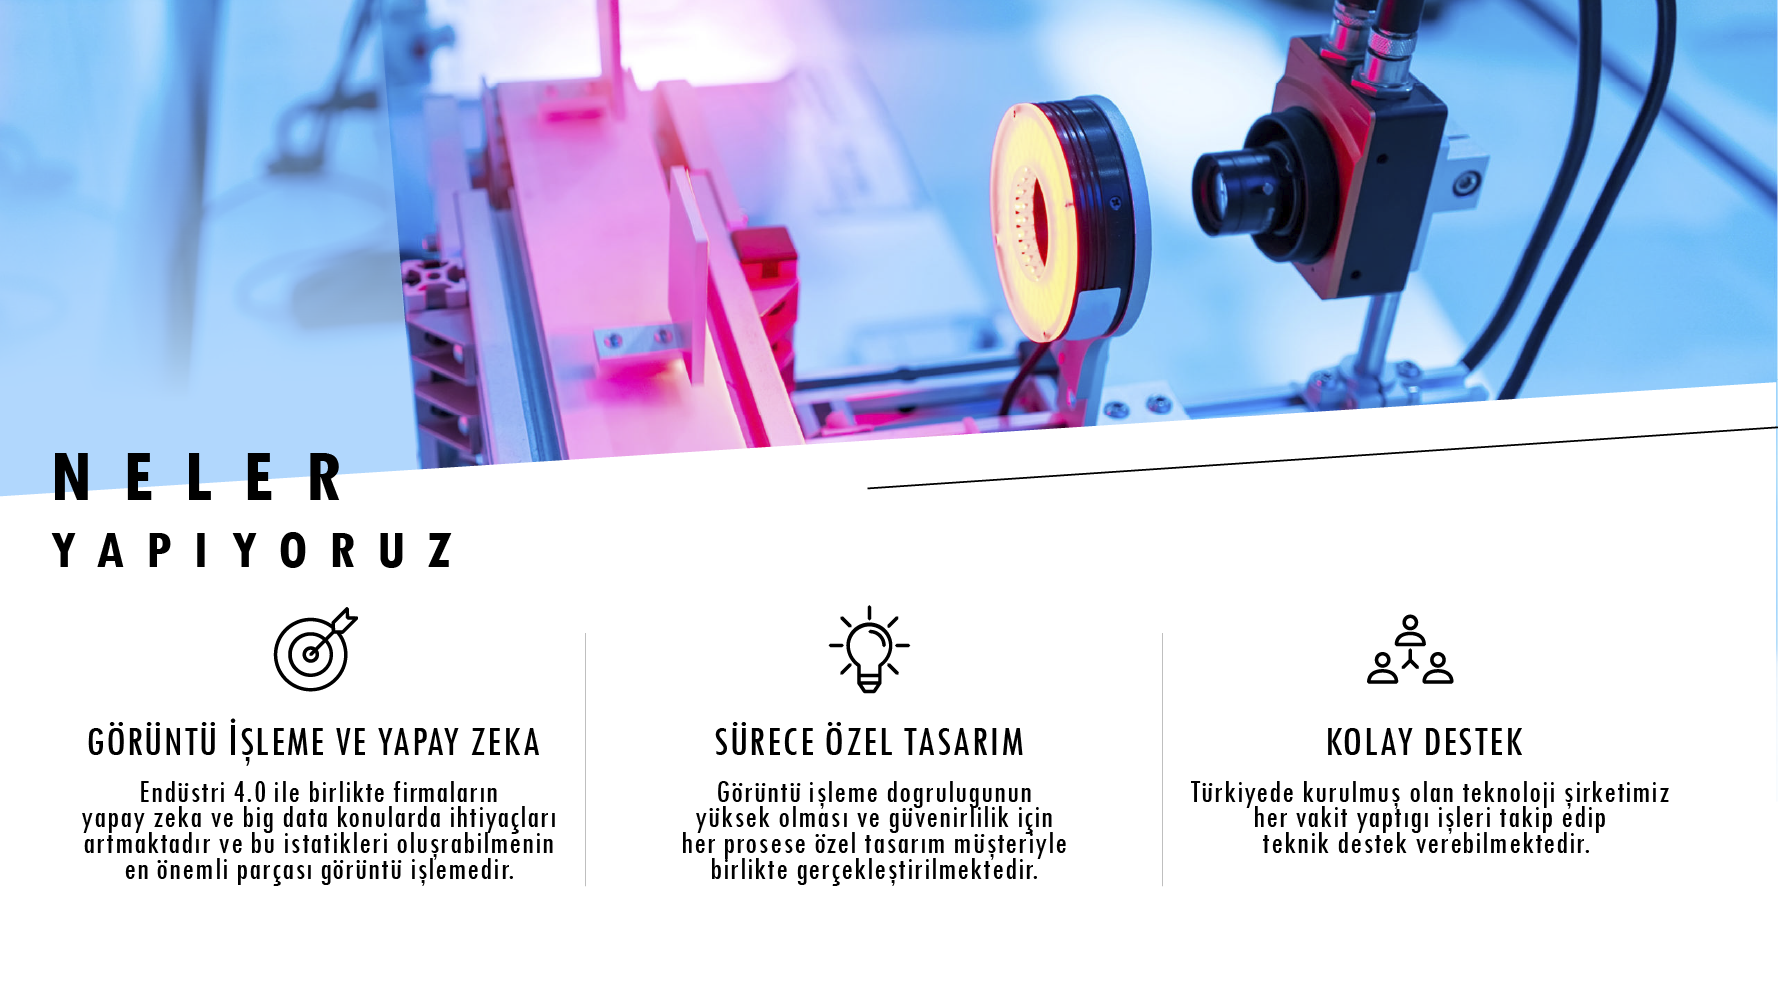 NELER
YAPIYORUZ
GÖRÜNTÜ İŞLEME VE YAPAY ZEKA
Endüstri 4.0 ile birlikte firmaların
yapay zeka ve big data konularda ihtiyaçları
artmaktadır ve bu istatikleri oluşrabilmenin
en önemli parçası görüntü işlemedir.
SÜRECE ÖZEL TASARIM
Görüntü işleme dogrulugunun
yüksek olması ve güvenirlilik için
her prosese özel tasarım müşteriyle
birlikte gerçekleştirilmektedir.
KOLAY DESTEK
Türkiyede kurulmuş olan teknoloji şirketimiz
her vakit yaptıgı işleri takip edip
teknik destek verebilmektedir.